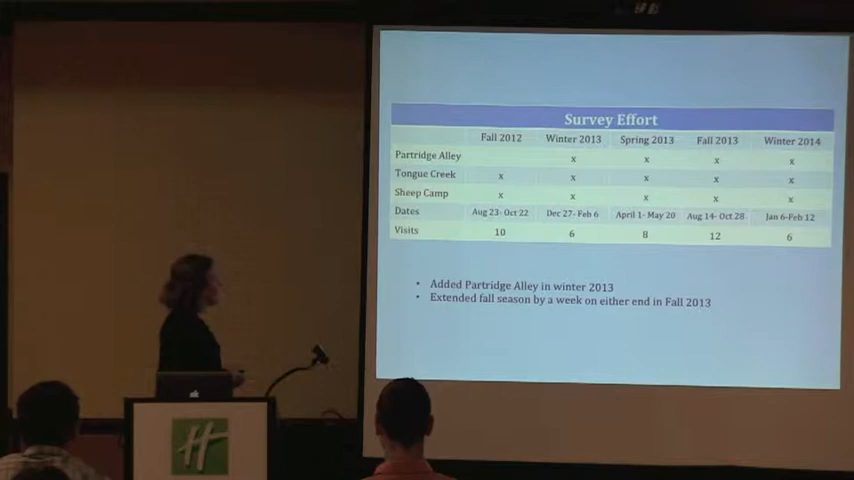 Survey Effort
Fall 2012 Winter 2013 Spring 2013 Fall 2013 Winter 2014
Partridge Alley x x x x
Tongue Creek x x x x x
Sheep Camp x x x x x
Dates Aug 23- Oct 22 Dec 27- Feb 6 April 1- May 20 Aug 14- Oct 28 Jan 6-Feb 12
Visits 10 6 8 12 6
• Added Partridge Alley in winter 2013
• Extended fall season by a week on either end in Fall 2013
H